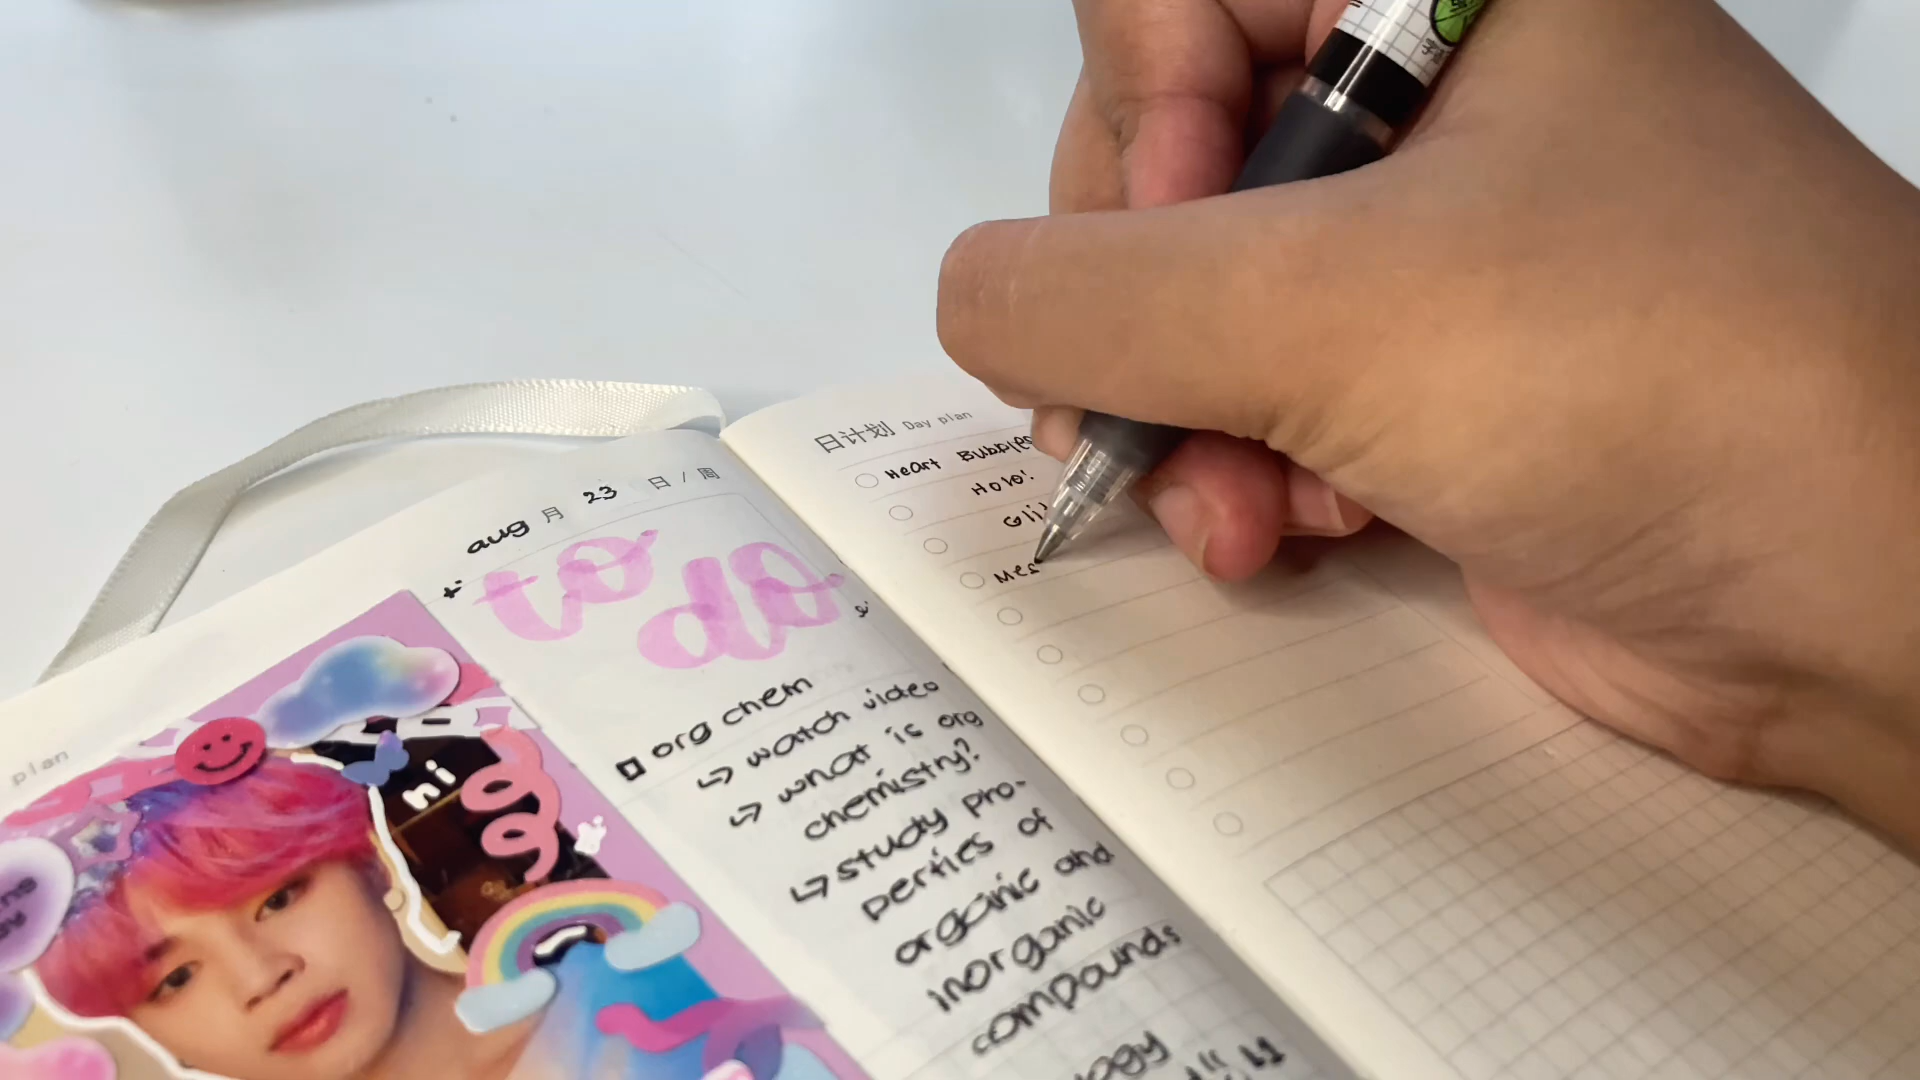 plan
hi
aug 月 23 日 / 周
to
do
org chem
↳ watch video
↳ what is org
chemistry?
↳ study pro-
perties of
organic and
inorganic
compounds
日计划 Day plan
Heart Bubbles
Holo!